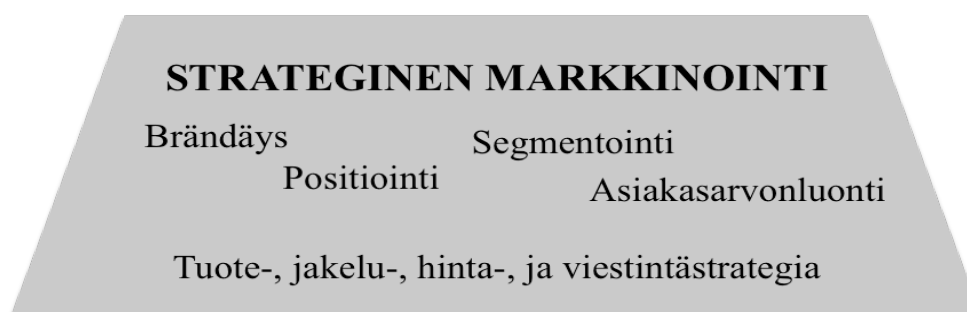 STRATEGINEN MARKKINOINTI
Brändäys
Segmentointi
Positiointi
Asiakasarvonluonti
Tuote-, jakelu-, hinta-, ja viestintästrategia